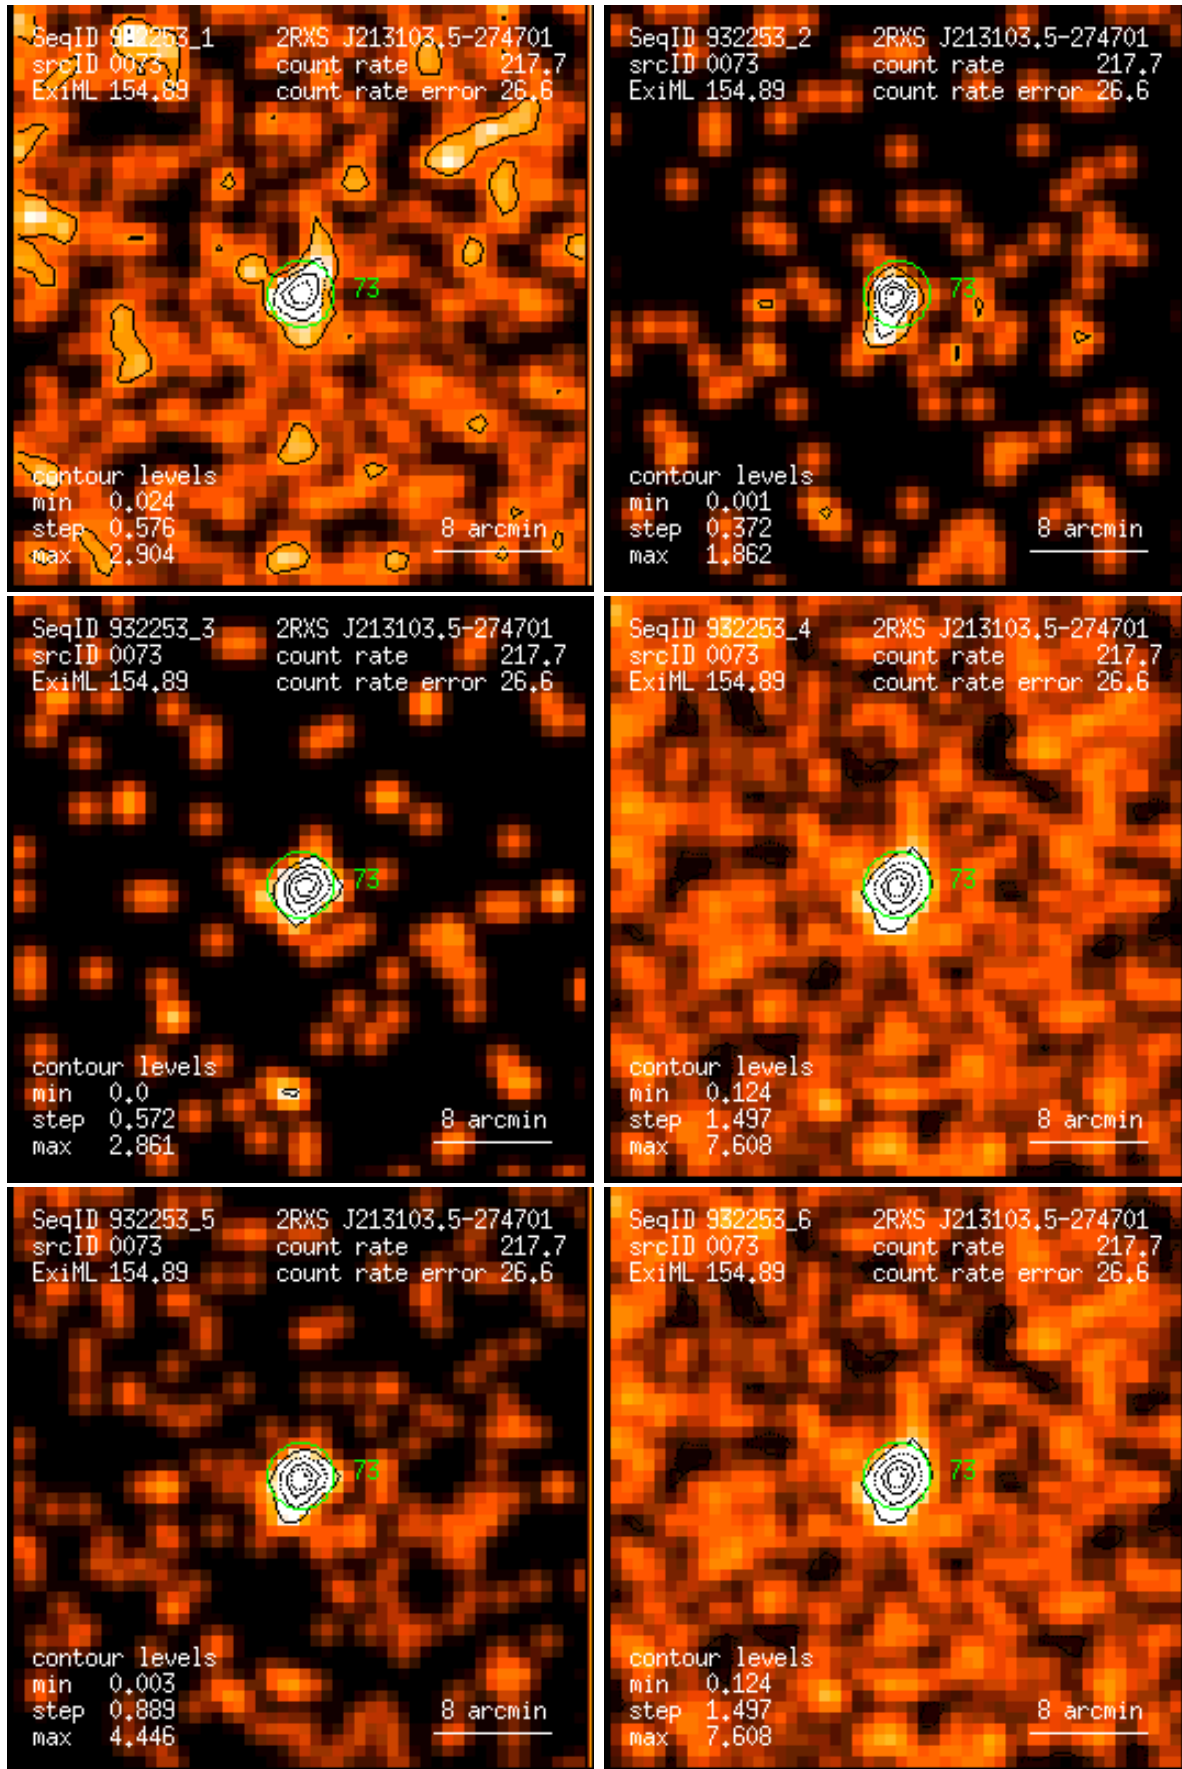 SeqID 932253_1 2RXS J213103.5-274701
srcID 0073 count rate 217.7
ExiML 154.89 count rate error 26.6
73
contour levels
min 0.024
step 0.576 8 arcmin
max 2.904
SeqID 932253_2 2RXS J213103.5-274701
srcID 0073 count rate 217.7
ExiML 154.89 count rate error 26.6
73
contour levels
min 0.001
step 0.372 8 arcmin
max 1.862
SeqID 932253_3 2RXS J213103.5-274701
srcID 0073 count rate 217.7
ExiML 154.89 count rate error 26.6
73
contour levels
min 0.0
step 0.572 8 arcmin
max 2.861
SeqID 932253_4 2RXS J213103.5-274701
srcID 0073 count rate 217.7
ExiML 154.89 count rate error 26.6
73
contour levels
min 0.124
step 1.497 8 arcmin
max 7.608
SeqID 932253_5 2RXS J213103.5-274701
srcID 0073 count rate 217.7
ExiML 154.89 count rate error 26.6
73
contour levels
min 0.003
step 0.889 8 arcmin
max 4.446
SeqID 932253_6 2RXS J213103.5-274701
srcID 0073 count rate 217.7
ExiML 154.89 count rate error 26.6
73
contour levels
min 0.124
step 1.497 8 arcmin
max 7.608